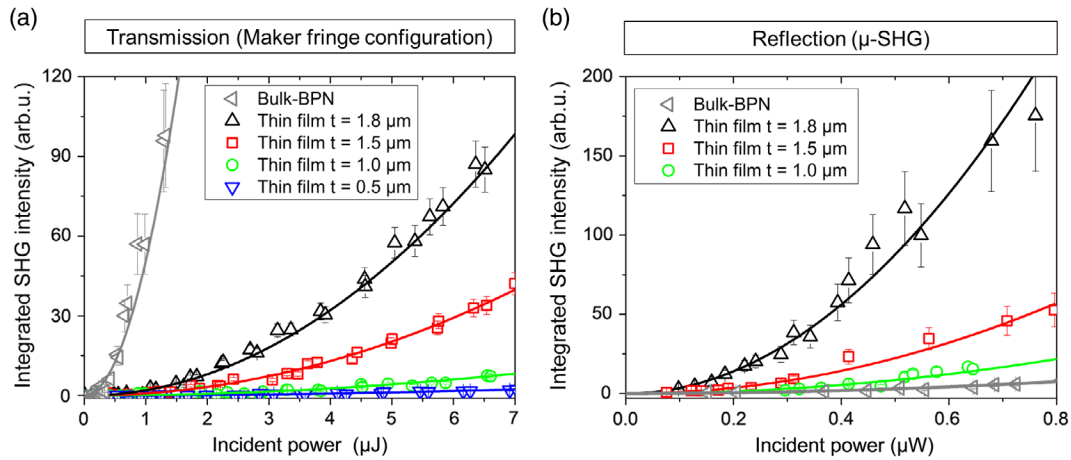 (a)
Transmission (Maker fringe configuration)
120
90
60
30
0
Integrated SHG intensity (arb.u.)
Bulk-BPN
Thin film t = 1.8 µm
Thin film t = 1.5 µm
Thin film t = 1.0 µm
Thin film t = 0.5 µm
0 1 2 3 4 5 6 7
Incident power (µJ)
(b)
Reflection (µ-SHG)
200
150
100
50
0
Integrated SHG intensity (arb.u.)
Bulk-BPN
Thin film t = 1.8 µm
Thin film t = 1.5 µm
Thin film t = 1.0 µm
0.0 0.2 0.4 0.6 0.8
Incident power (µW)